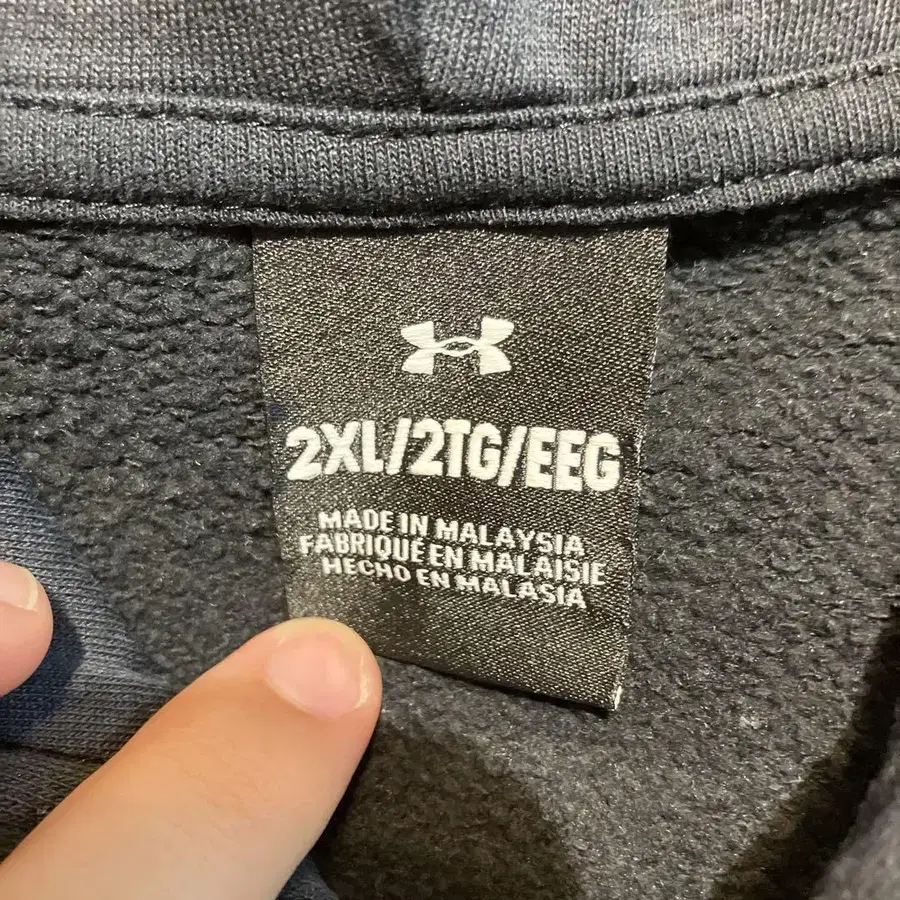 2XL/2TG/EEG
MADE IN MALAYSIA
FABRIQUÉ EN MALAISIE
HECHO EN MALASIA